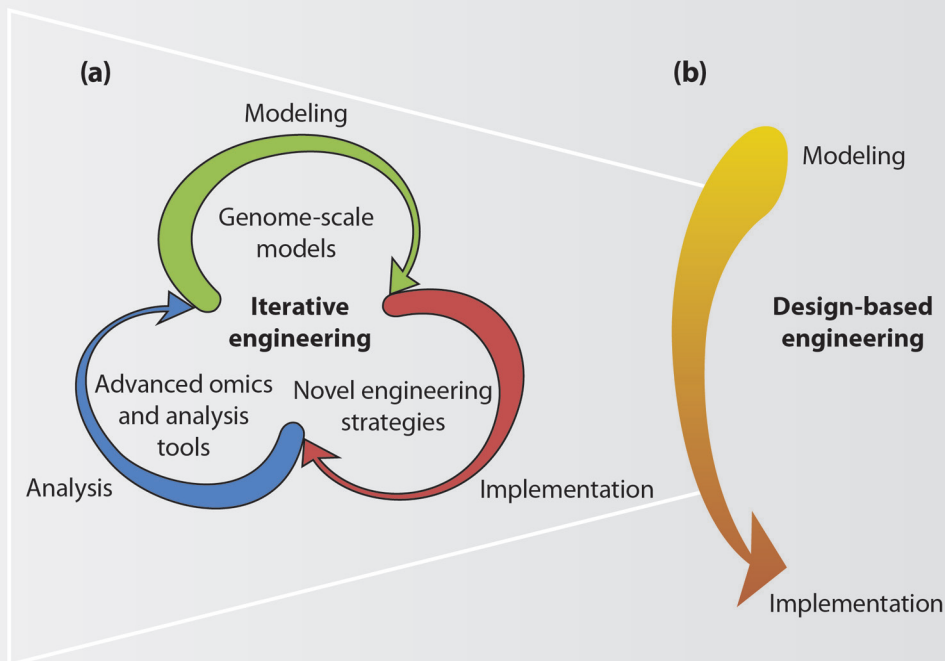 (a)
Modeling
Genome-scale
models
Iterative
engineering
Advanced omics
and analysis
tools
Novel engineering
strategies
Analysis
Implementation
(b)
Modeling
Design-based
engineering
Implementation